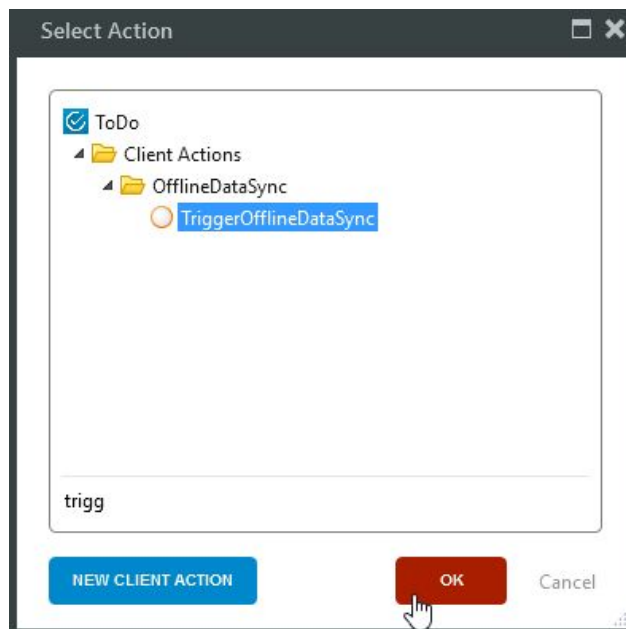 Select Action
ToDo
Client Actions
OfflineDataSync
TriggerOfflineDataSync
trigg
NEW CLIENT ACTION OK Cancel